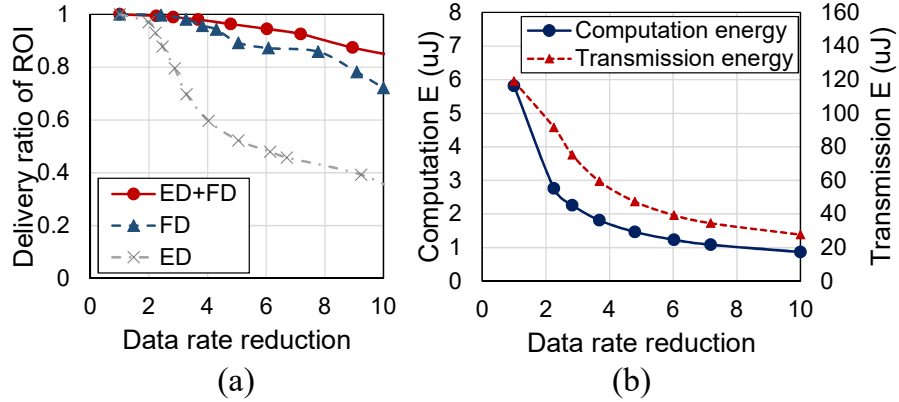 Delivery ratio of ROI
1
0.8
0.6
0.4
0.2
0
ED+FD
FD
ED
0 2 4 6 8 10
Data rate reduction
(a)
Computation E (uJ)
8
7
6
5
4
3
2
1
0
Computation energy
Transmission energy
160
140
120
100
80
60
40
20
0
Transmission E (uJ)
0 2 4 6 8 10
Data rate reduction
(b)